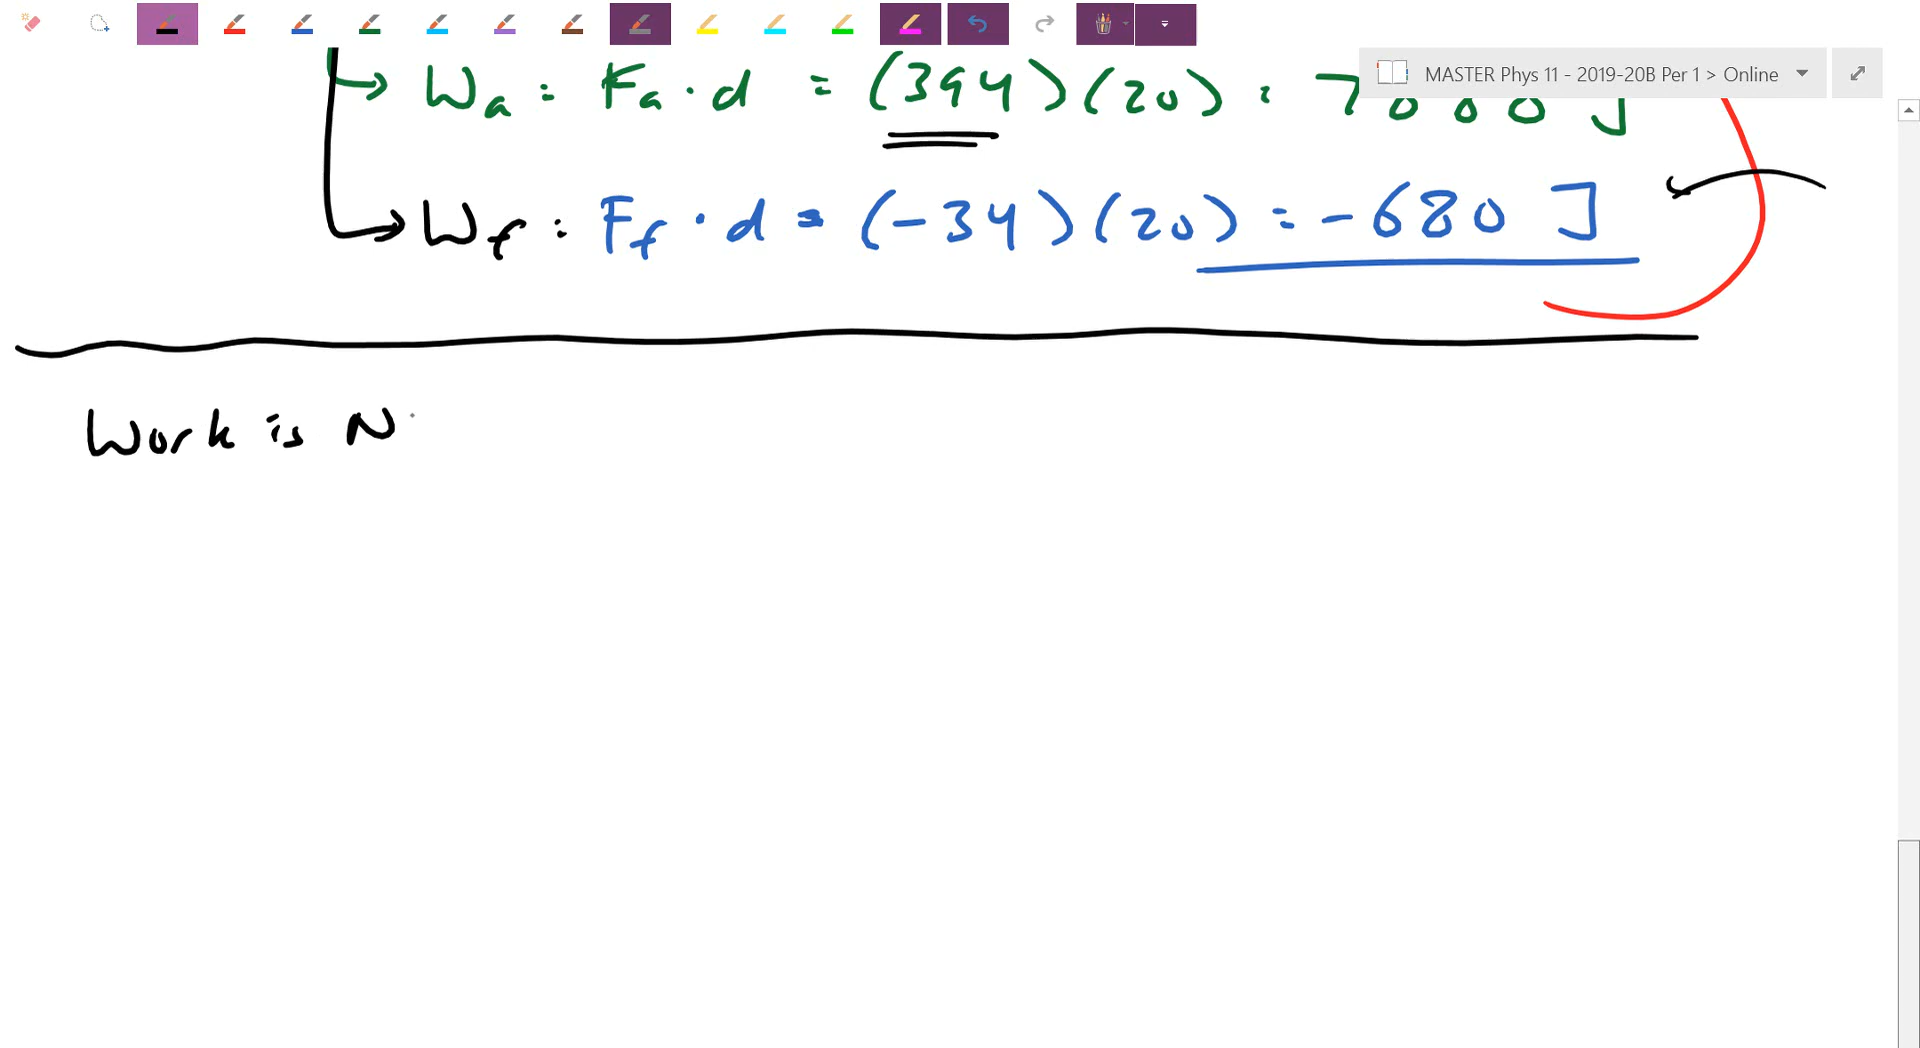 MASTER Phys 11 - 2019-20B Per 1 > Online
Wa = Fa · d = (394)(20) = 7880 J
Wf = Ff · d = (-34)(20) = -680 J
Work is N